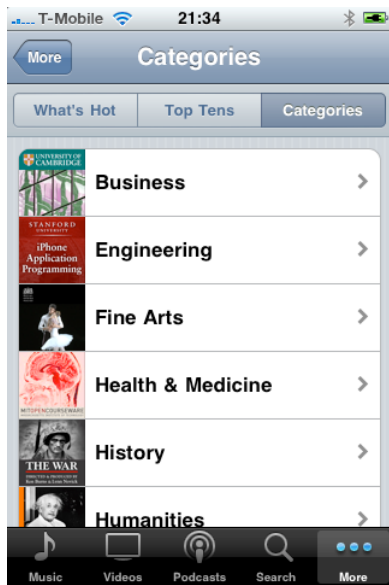 T-Mobile 21:34
More Categories
What's Hot Top Tens Categories
UNIVERSITY OF
CAMBRIDGE
Business
STANFORD
UNIVERSITY
iPhone
Application
Programming
Engineering
Fine Arts
Health & Medicine
MITOPENCOURSEWARE
History
THE WAR
Humanities
Music Videos Podcasts Search More